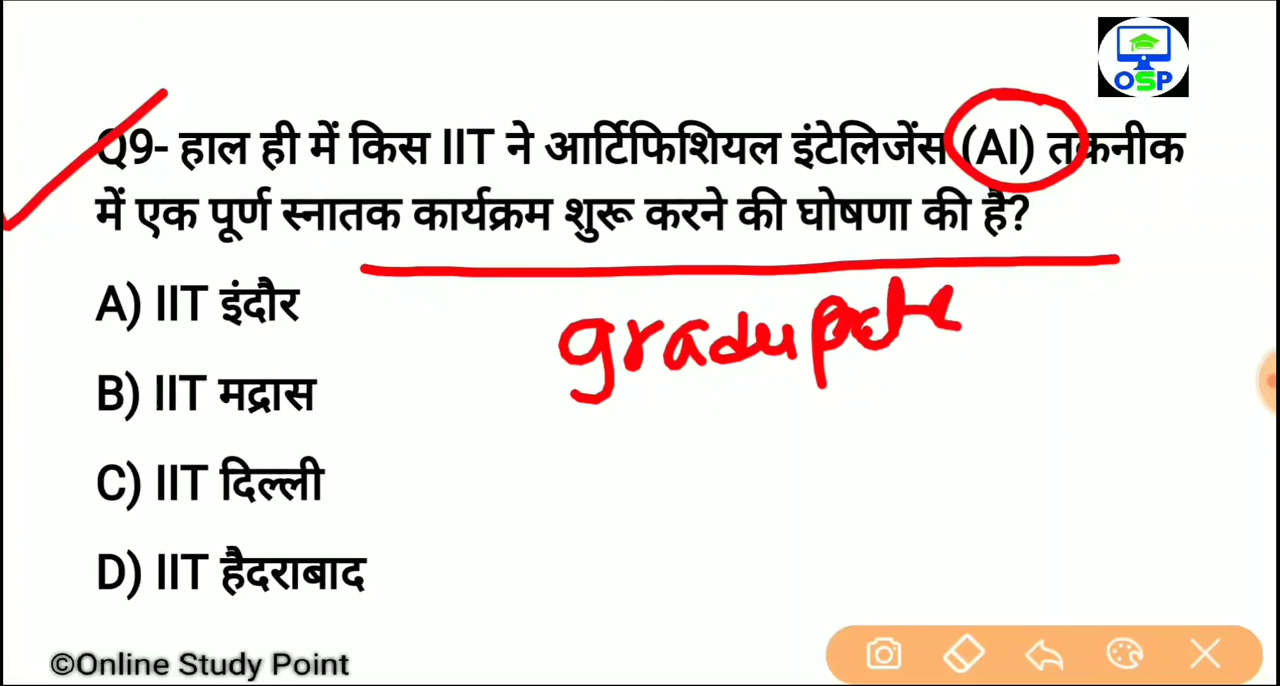 OSP
Q9- हाल ही में किस IIT ने आर्टिफिशियल इंटेलिजेंस (AI) तकनीक
में एक पूर्ण स्नातक कार्यक्रम शुरू करने की घोषणा की है?
graduate
A) IIT इंदौर
B) IIT मद्रास
C) IIT दिल्ली
D) IIT हैदराबाद
©Online Study Point